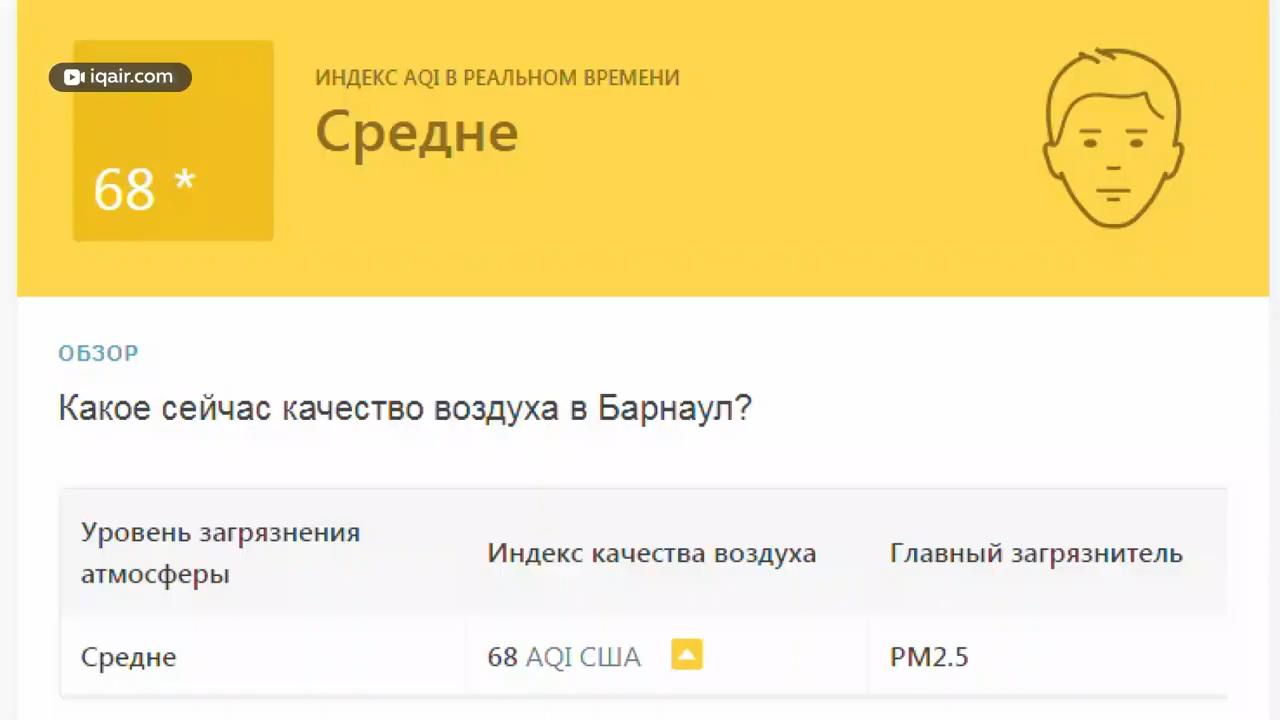 iqair.com
ИНДЕКС AQI В РЕАЛЬНОМ ВРЕМЕНИ
Средне
68 *
ОБЗОР
Какое сейчас качество воздуха в Барнаул?
Уровень загрязнения
атмосферы
Индекс качества воздуха
Главный загрязнитель
Средне
68 AQI США
PM2.5